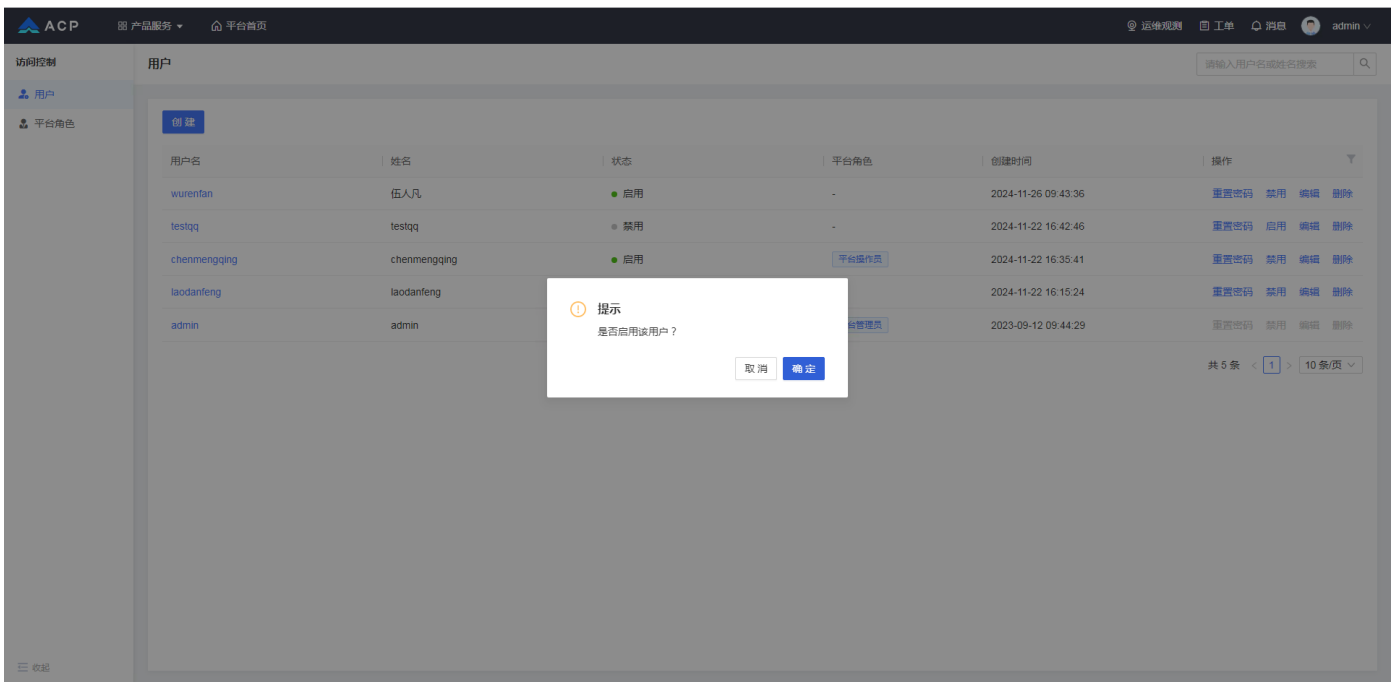 ACP 产品服务 平台首页 运维观测 工单 消息 admin
访问控制 用户 请输入用户名或姓名搜索
用户
平台角色
创 建
用户名 姓名 状态 平台角色 创建时间 操作
wurenfan 伍人凡 启用 - 2024-11-26 09:43:36 重置密码 禁用 编辑 删除
testqq testqq 禁用 - 2024-11-22 16:42:46 重置密码 启用 编辑 删除
chenmengqing chenmengqing 启用 平台操作员 2024-11-22 16:35:41 重置密码 禁用 编辑 删除
laodanfeng laodanfeng 2024-11-22 16:15:24 重置密码 禁用 编辑 删除
admin admin 台管理员 2023-09-12 09:44:29 重置密码 禁用 编辑 删除
提示
是否启用该用户？
取 消 确 定
共 5 条 < 1 > 10 条/页
收起